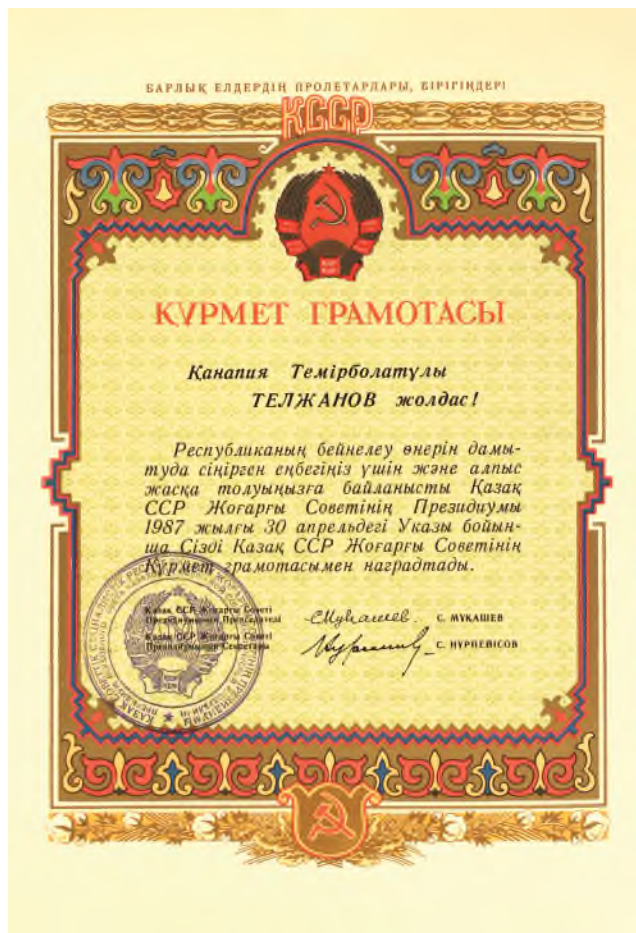 БАРЛЫҚ ЕЛДЕРДІҢ ПРОЛЕТАРЛАРЫ, БІРІГІҢДЕР!
КССР
ҚҰРМЕТ ГРАМОТАСЫ
Қанапия Темірболатұлы
ТЕЛЖАНОВ жолдас!
Республиканың бейнелеу өнерін дамы-
туда сіңірген еңбегіңіз үшін және алпыс
жасқа толуыңызға байланысты Қазақ
ССР Жоғарғы Советінің Президиумы
1987 жылғы 30 апрельдегі Указы бойын-
ша Сізді Қазақ ССР Жоғарғы Советінің
Құрмет грамотасымен наградтады.
Қазақ ССР Жоғарғы Советі
Президиумының Председателі
С. МҰҚАШЕВ
Қазақ ССР Жоғарғы Советі
Президиумының Секретары
С. НҰРПЕЙІСОВ